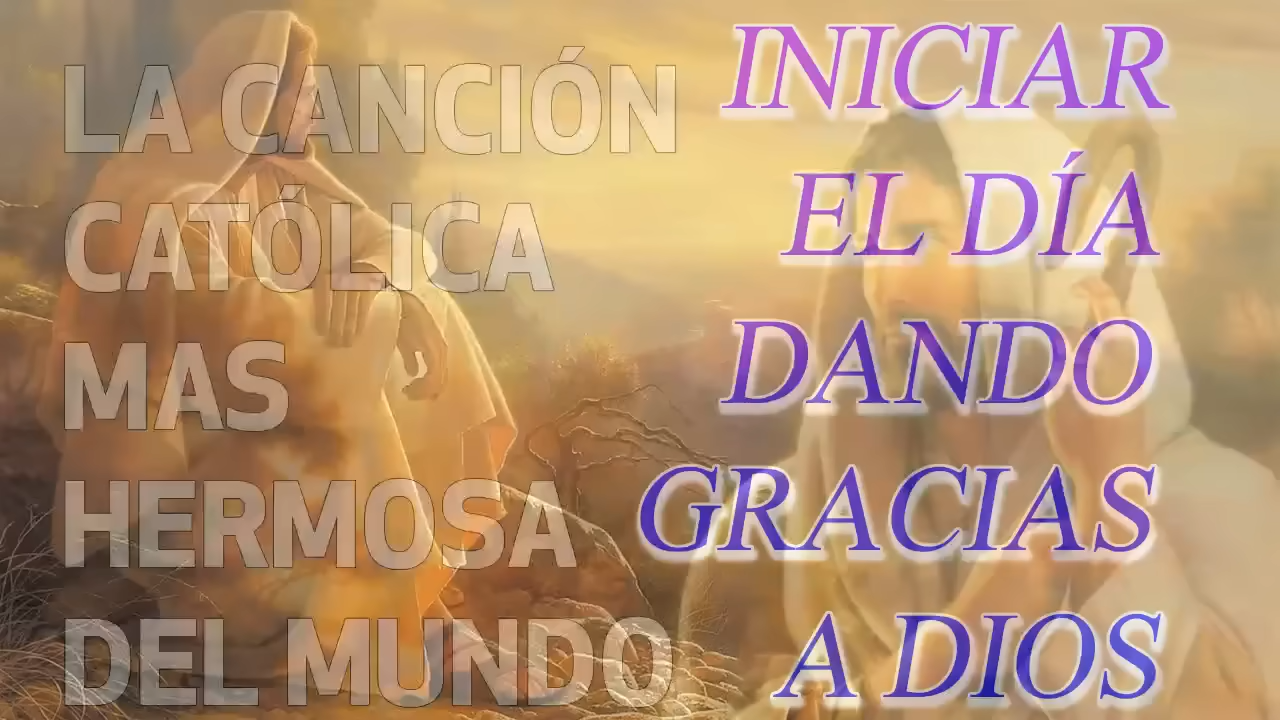 LA CANCIÓN
CATÓLICA
MAS
HERMOSA
DEL MUNDO
INICIAR
EL DÍA
DANDO
GRACIAS
A DIOS